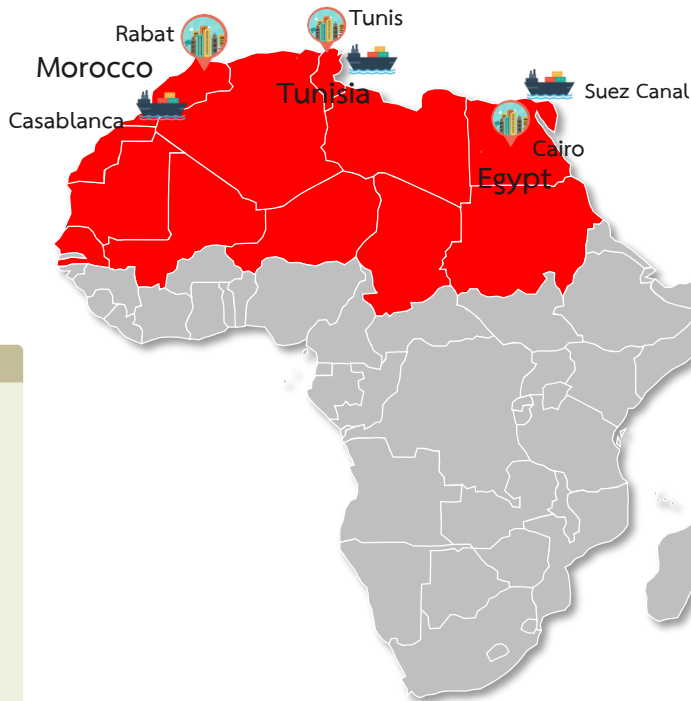 Tunis
Rabat
Morocco
Tunisia
Suez Canal
Casablanca
Cairo
Egypt